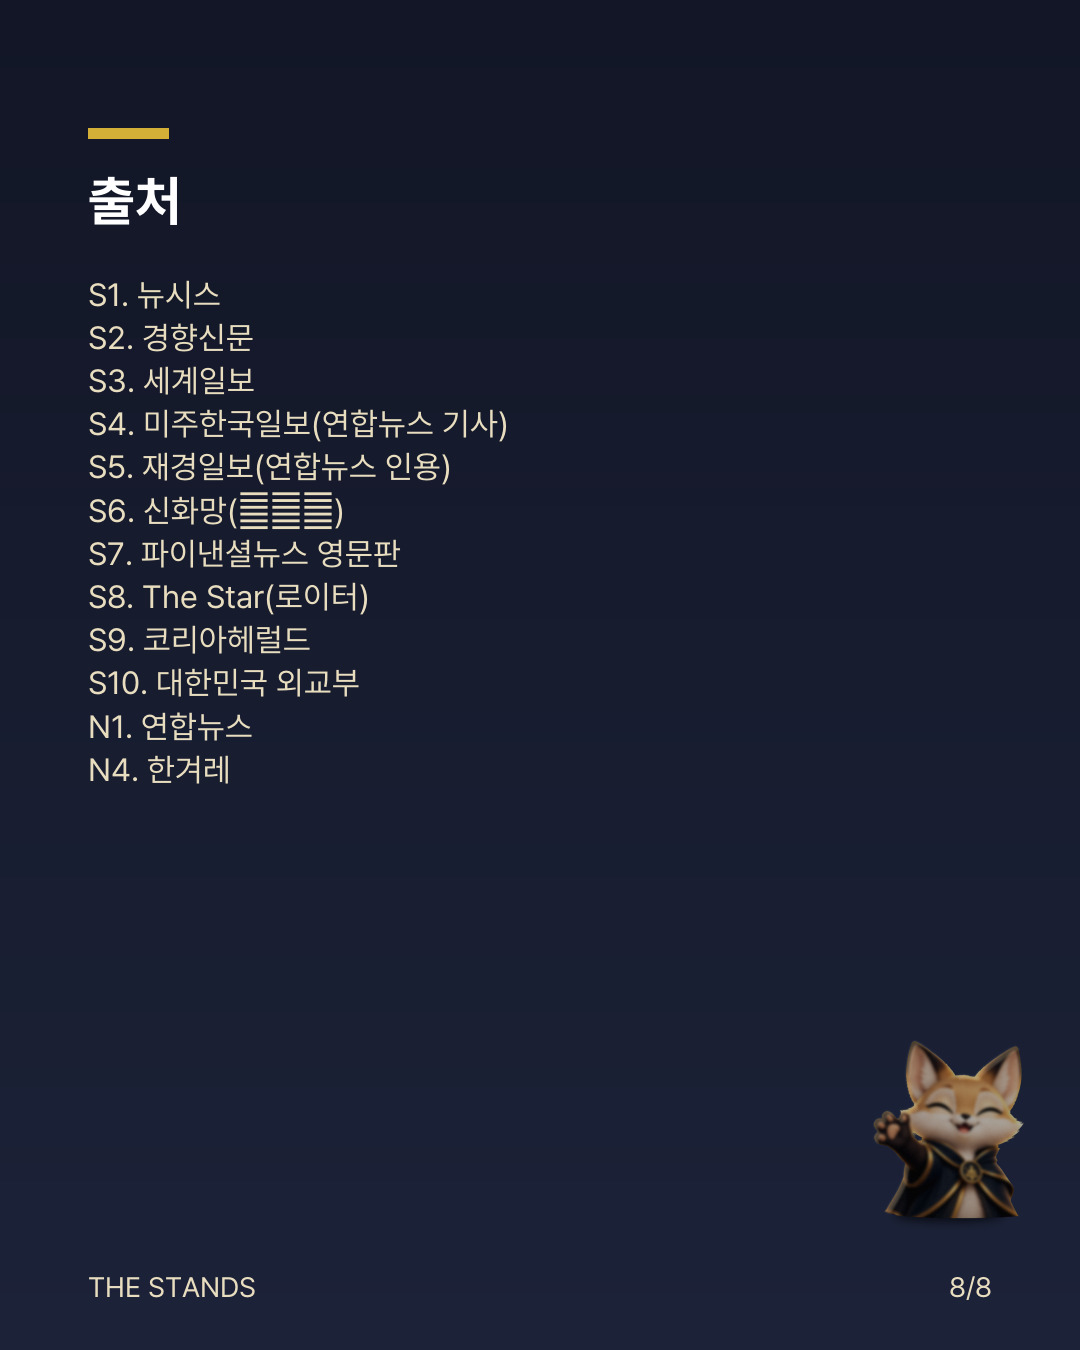 출처
S1. 뉴시스
S2. 경향신문
S3. 세계일보
S4. 미주한국일보(연합뉴스 기사)
S5. 재경일보(연합뉴스 인용)
S6. 신화망()
S7. 파이낸셜뉴스 영문판
S8. The Star(로이터)
S9. 코리아헤럴드
S10. 대한민국 외교부
N1. 연합뉴스
N4. 한겨레
THE STANDS
8/8